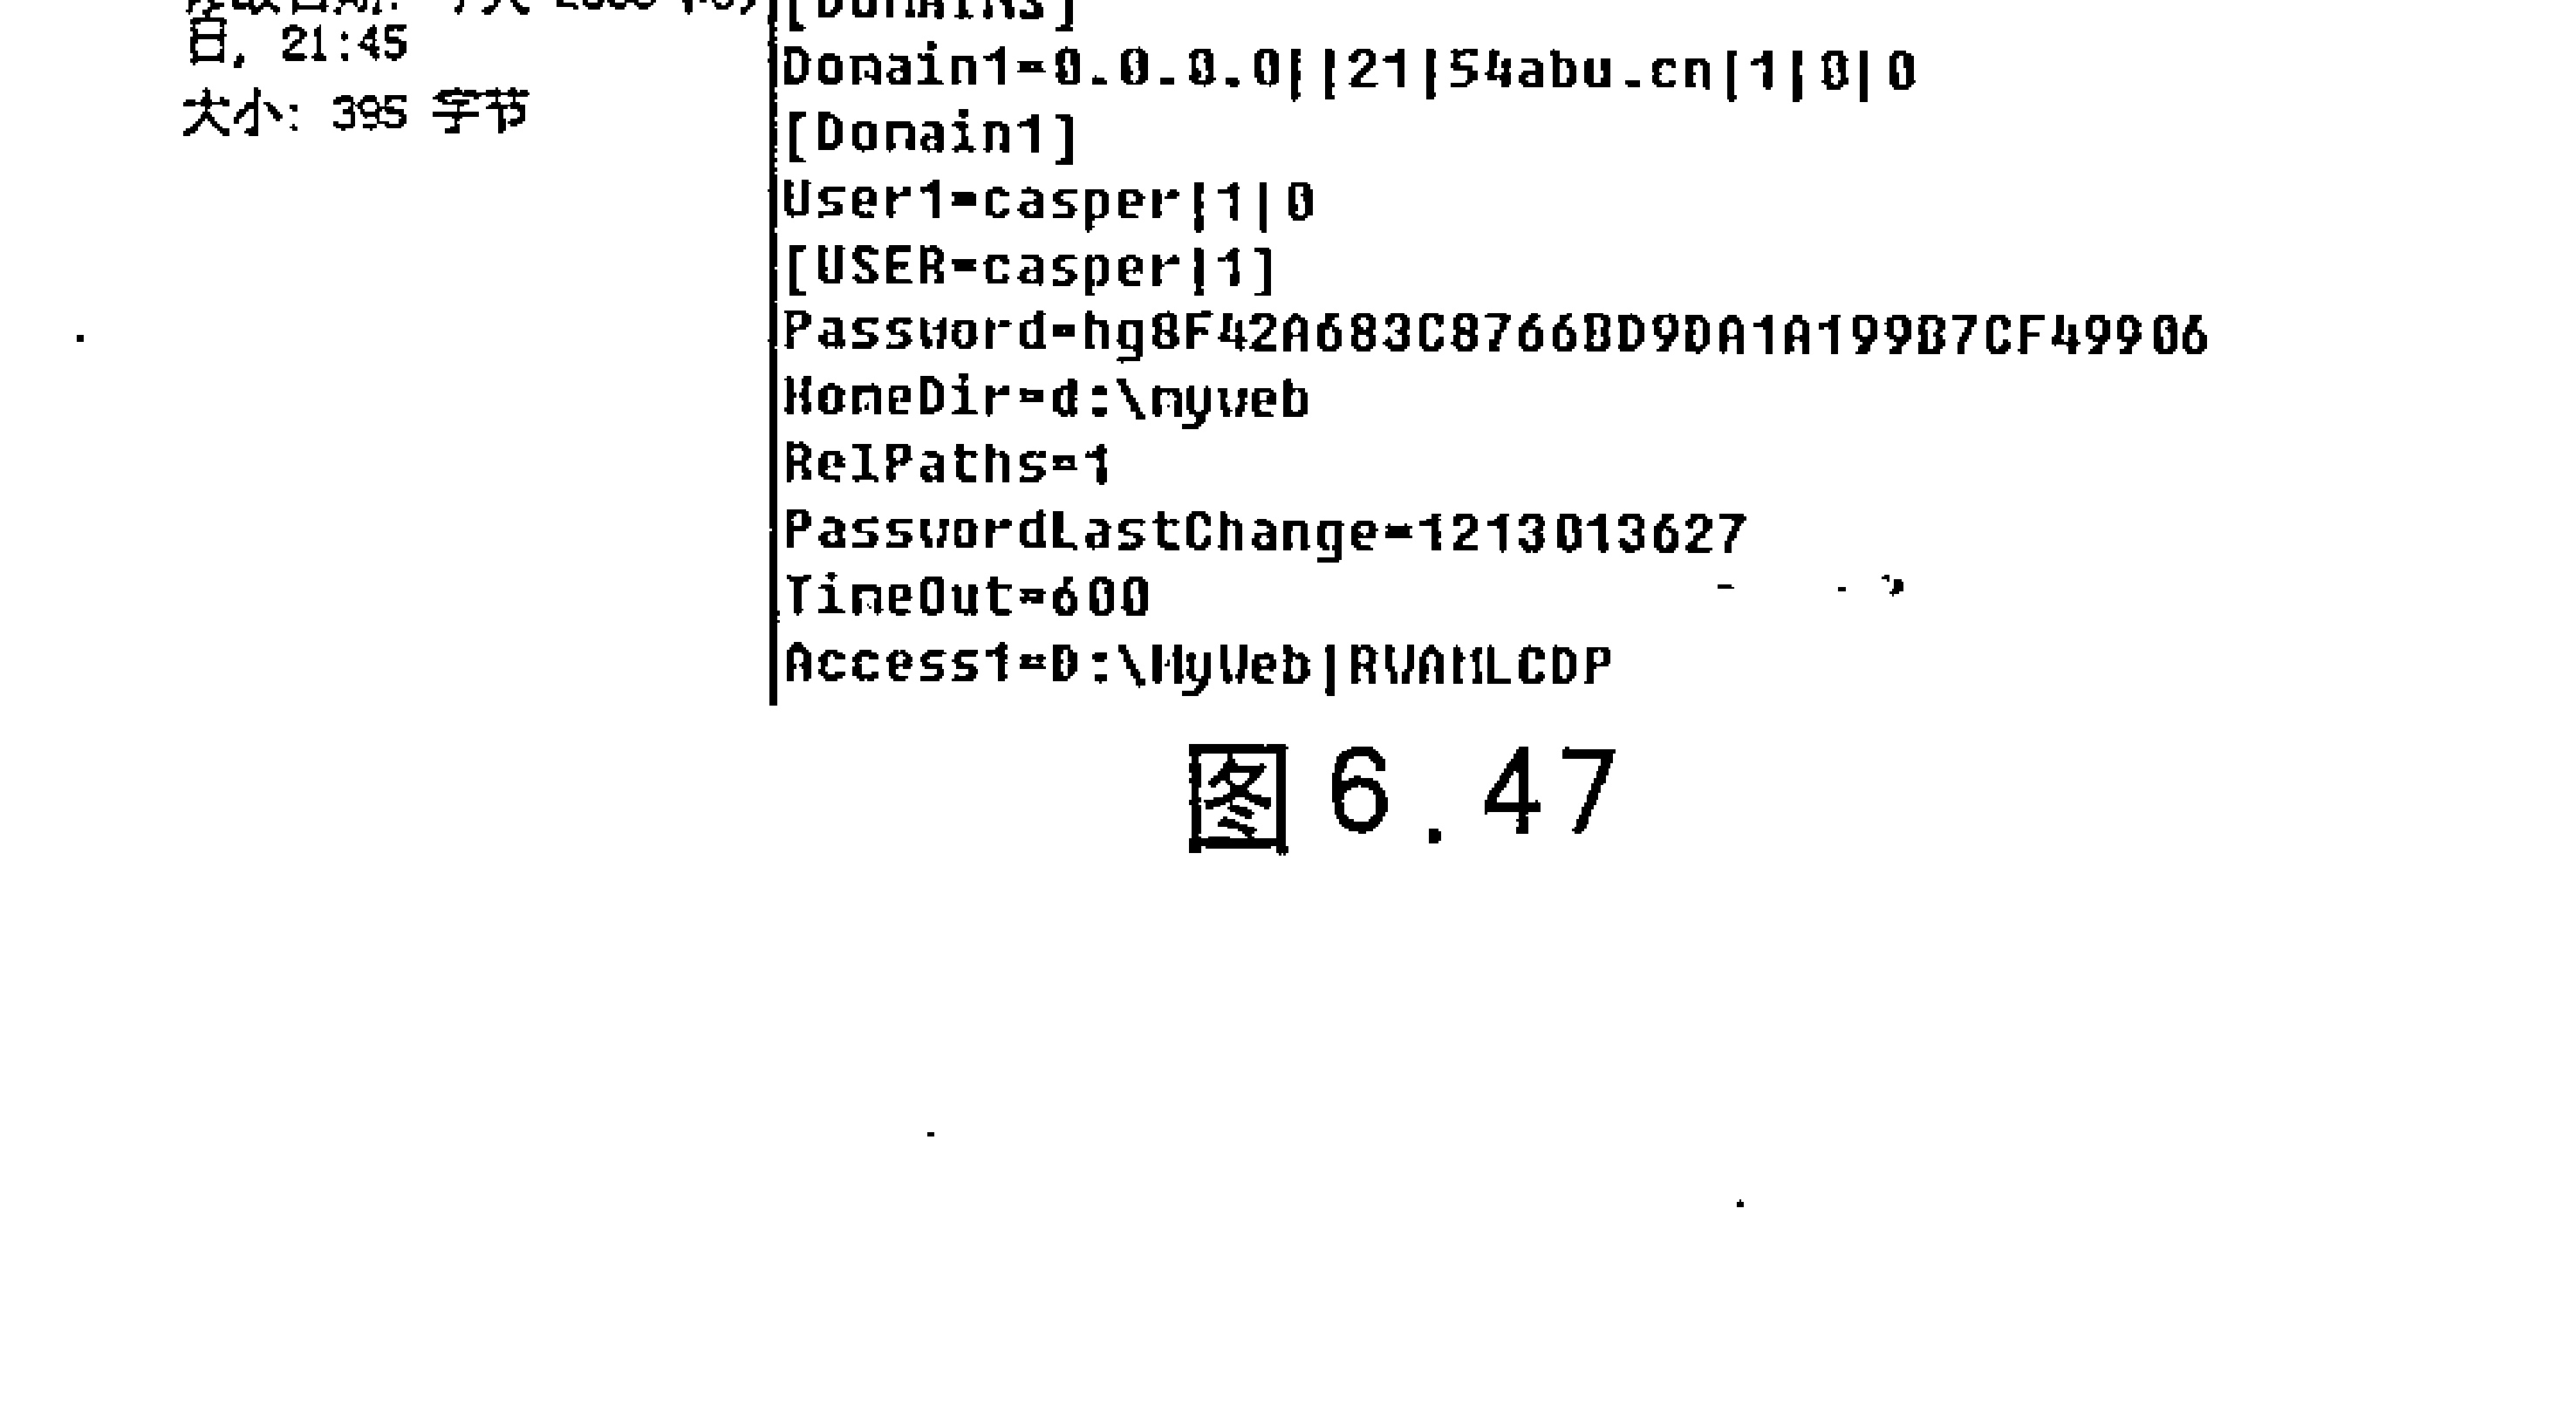 日, 21:45
大小: 395 字节
[DOMAINS]
Domain1=0.0.0.0||21|54abu.cn|1|0|0
[Domain1]
User1=casper|1|0
[USER=casper|1]
Password=hg8F42A683C8766BD9DA1A199B7CF49906
HomeDir=d:\myweb
RelPaths=1
PasswordLastChange=1213013627
TimeOut=600
Access1=D:\MyWeb|RWAMLCDP
图 6.47